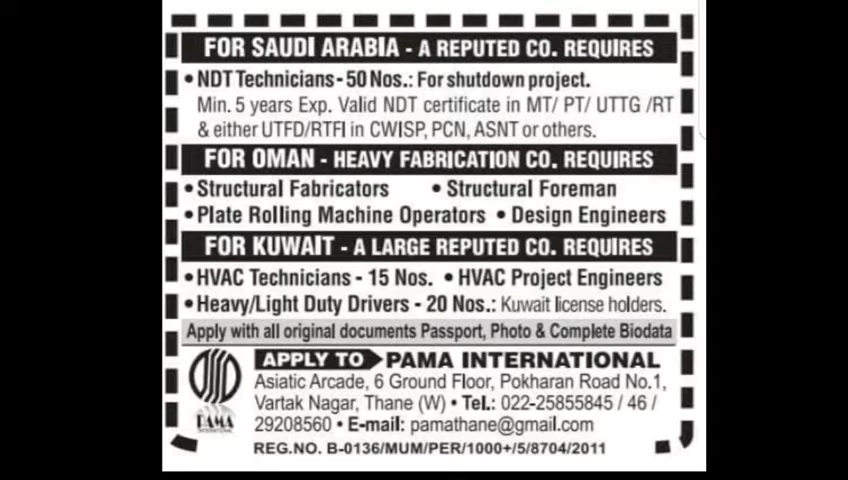 FOR SAUDI ARABIA - A REPUTED CO. REQUIRES
• NDT Technicians - 50 Nos.: For shutdown project.
Min. 5 years Exp. Valid NDT certificate in MT/ PT/ UTTG /RT
& either UTFD/RTFI in CWISP, PCN, ASNT or others.
FOR OMAN - HEAVY FABRICATION CO. REQUIRES
• Structural Fabricators • Structural Foreman
• Plate Rolling Machine Operators • Design Engineers
FOR KUWAIT - A LARGE REPUTED CO. REQUIRES
• HVAC Technicians - 15 Nos. • HVAC Project Engineers
• Heavy/Light Duty Drivers - 20 Nos.: Kuwait license holders.
Apply with all original documents Passport, Photo & Complete Biodata
APPLY TO PAMA INTERNATIONAL
Asiatic Arcade, 6 Ground Floor, Pokharan Road No.1,
Vartak Nagar, Thane (W) • Tel.: 022-25855845 / 46 /
29208560 • E-mail: pamathane@gmail.com
PAMA
INTERNATIONAL
REG.NO. B-0136/MUM/PER/1000+/5/8704/2011